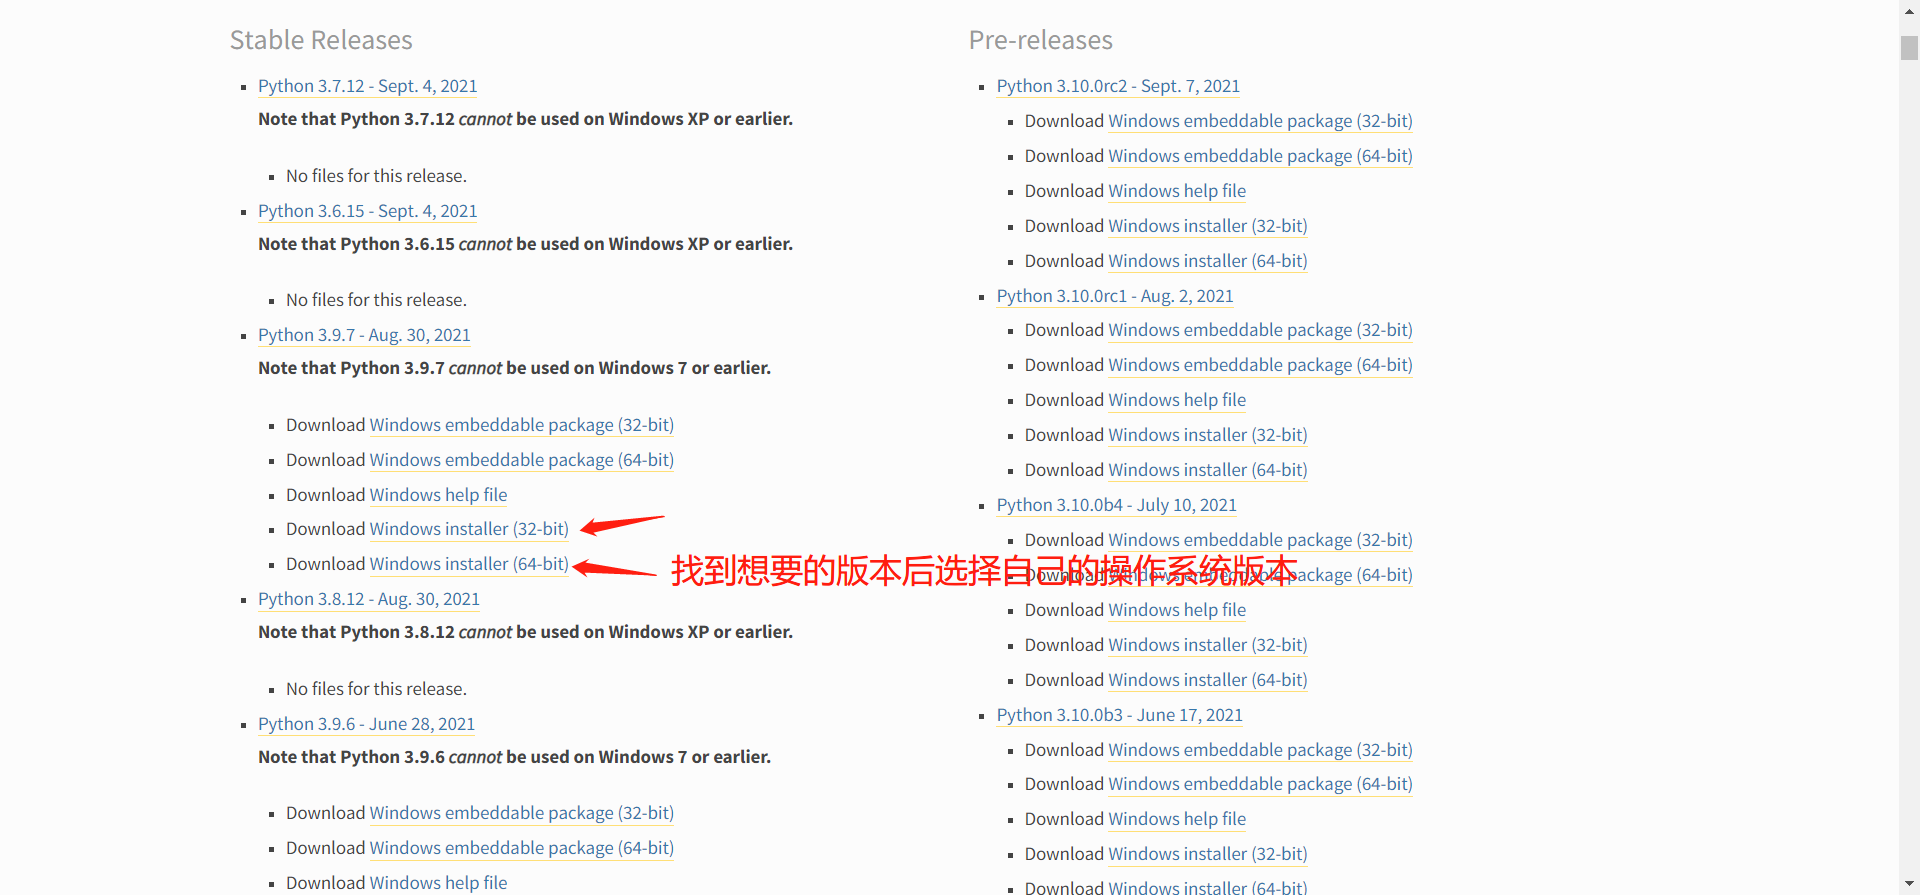 Stable Releases
Python 3.7.12 - Sept. 4, 2021
Note that Python 3.7.12 cannot be used on Windows XP or earlier.
No files for this release.
Python 3.6.15 - Sept. 4, 2021
Note that Python 3.6.15 cannot be used on Windows XP or earlier.
No files for this release.
Python 3.9.7 - Aug. 30, 2021
Note that Python 3.9.7 cannot be used on Windows 7 or earlier.
Download Windows embeddable package (32-bit)
Download Windows embeddable package (64-bit)
Download Windows help file
Download Windows installer (32-bit)
Download Windows installer (64-bit)
找到想要的版本后选择自己的操作系统版本
Python 3.8.12 - Aug. 30, 2021
Note that Python 3.8.12 cannot be used on Windows XP or earlier.
No files for this release.
Python 3.9.6 - June 28, 2021
Note that Python 3.9.6 cannot be used on Windows 7 or earlier.
Download Windows embeddable package (32-bit)
Download Windows embeddable package (64-bit)
Download Windows help file
Pre-releases
Python 3.10.0rc2 - Sept. 7, 2021
Download Windows embeddable package (32-bit)
Download Windows embeddable package (64-bit)
Download Windows help file
Download Windows installer (32-bit)
Download Windows installer (64-bit)
Python 3.10.0rc1 - Aug. 2, 2021
Download Windows embeddable package (32-bit)
Download Windows embeddable package (64-bit)
Download Windows help file
Download Windows installer (32-bit)
Download Windows installer (64-bit)
Python 3.10.0b4 - July 10, 2021
Download Windows embeddable package (32-bit)
Download Windows embeddable package (64-bit)
Download Windows help file
Download Windows installer (32-bit)
Download Windows installer (64-bit)
Python 3.10.0b3 - June 17, 2021
Download Windows embeddable package (32-bit)
Download Windows embeddable package (64-bit)
Download Windows help file
Download Windows installer (32-bit)
Download Windows installer (64-bit)